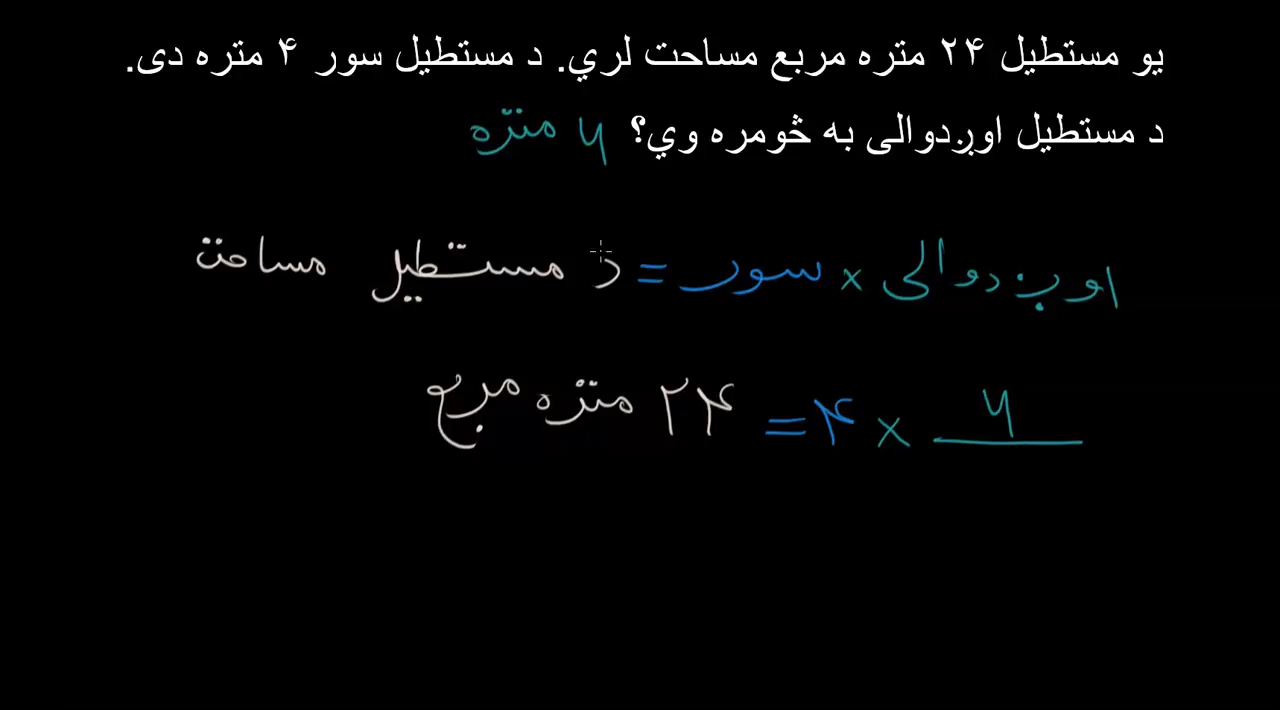 یو مستطیل ۲۴ متره مربع مساحت لري. د مستطیل سور ۴ متره دی.
د مستطیل اوږدوالی به څومره وي؟ ۶ متره
اوږدوالی × سور = د مستطیل مساحت
۶ × ۴ = ۲۴ متره مربع